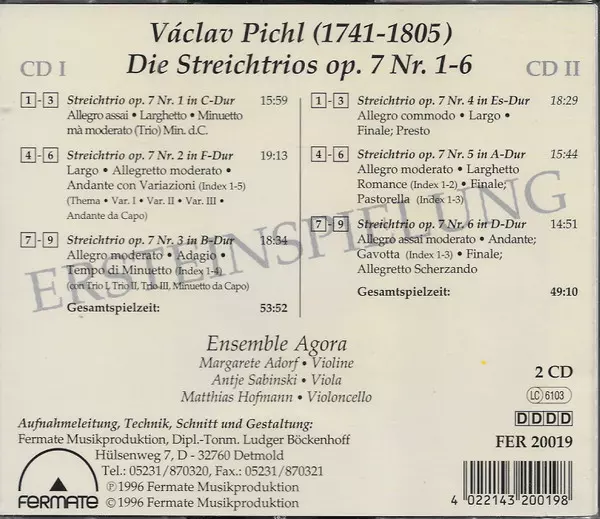 Václav Pichl (1741-1805)
Die Streichtrios op. 7 Nr. 1-6
CD I
CD II
1 - 3 Streichtrio op. 7 Nr. 1 in C-Dur 15:59
Allegro assai • Larghetto • Minuetto
mà moderato (Trio) Min. d.C.
4 - 6 Streichtrio op. 7 Nr. 2 in F-Dur 19:13
Largo • Allegretto moderato •
Andante con Variazioni (Index 1-5)
(Thema • Var. I • Var. II • Var. III •
Andante da Capo)
7 - 9 Streichtrio op. 7 Nr. 3 in B-Dur 18:34
Allegro moderato • Adagio •
Tempo di Minuetto (Index 1-4)
(con Trio I, Trio II, Trio III, Minuetto da Capo)
Gesamtspielzeit: 53:52
1 - 3 Streichtrio op. 7 Nr. 4 in Es-Dur 18:29
Allegro commodo • Largo •
Finale; Presto
4 - 6 Streichtrio op. 7 Nr. 5 in A-Dur 15:44
Allegro moderato • Larghetto
Romance (Index 1-2) • Finale;
Pastorella (Index 1-3)
7 - 9 Streichtrio op. 7 Nr. 6 in D-Dur 14:51
Allegro assai moderato • Andante;
Gavotta (Index 1-3) • Finale;
Allegretto Scherzando
Gesamtspielzeit: 49:10
ERSTEINSPIELUNG
Ensemble Agora
Margarete Adorf • Violine
Antje Sabinski • Viola
Matthias Hofmann • Violoncello
2 CD
LC 6103
DDDD
FER 20019
Aufnahmeleitung, Technik, Schnitt und Gestaltung:
Fermate Musikproduktion, Dipl.-Tonm. Ludger Böckenhoff
Hülsenweg 7, D - 32760 Detmold
Tel.: 05231/870320, Fax.: 05231/870321
℗1996 Fermate Musikproduktion
©1996 Fermate Musikproduktion
FERMATE
4 022143 200198